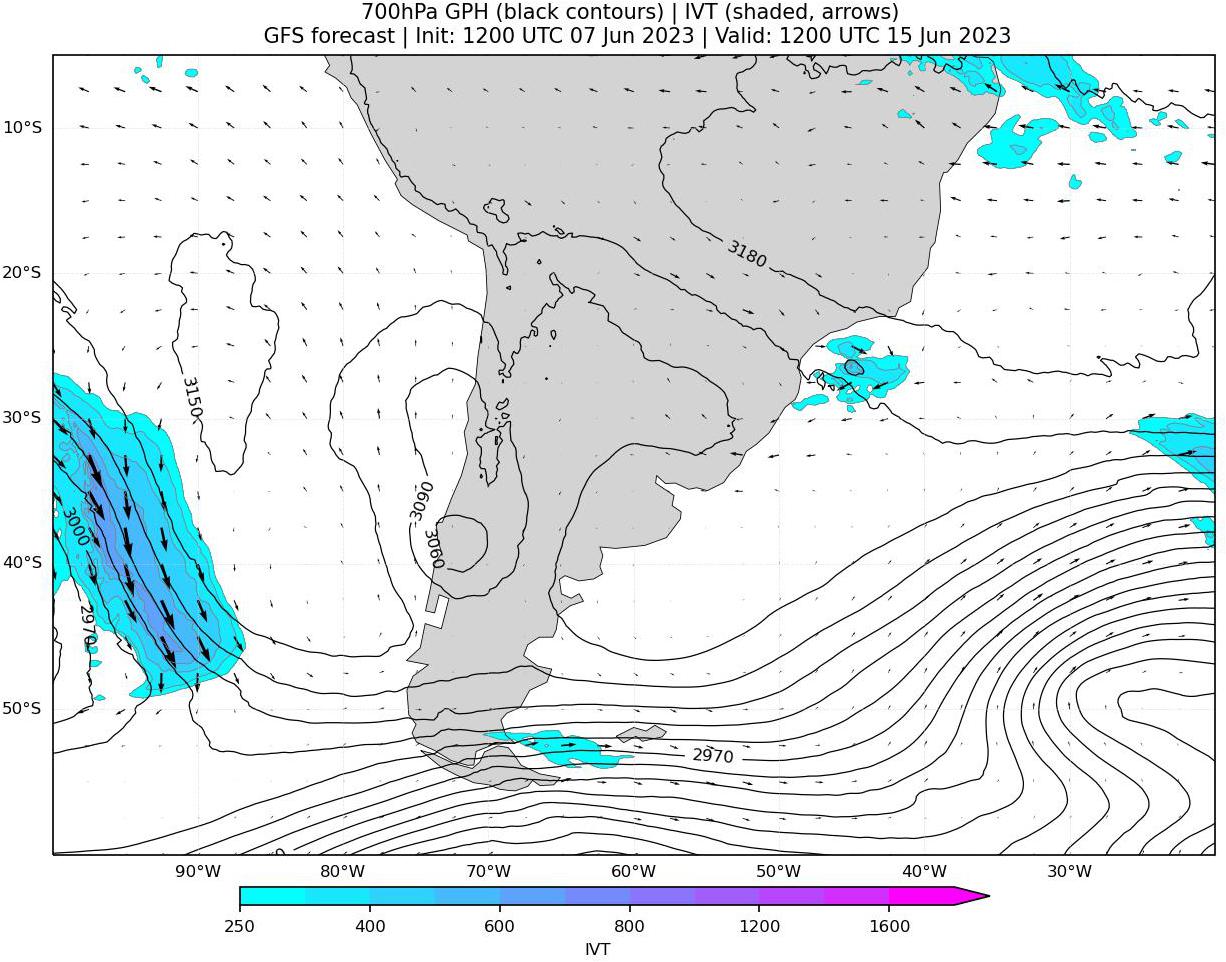 700hPa GPH (black contours) | IVT (shaded, arrows)
GFS forecast | Init: 1200 UTC 07 Jun 2023 | Valid: 1200 UTC 15 Jun 2023
10°S
3180
20°S
3150
30°S
3090
3000
3060
40°S
2970
50°S
2970
90°W 80°W 70°W 60°W 50°W 40°W 30°W
250 400 600 800 1200 1600
IVT